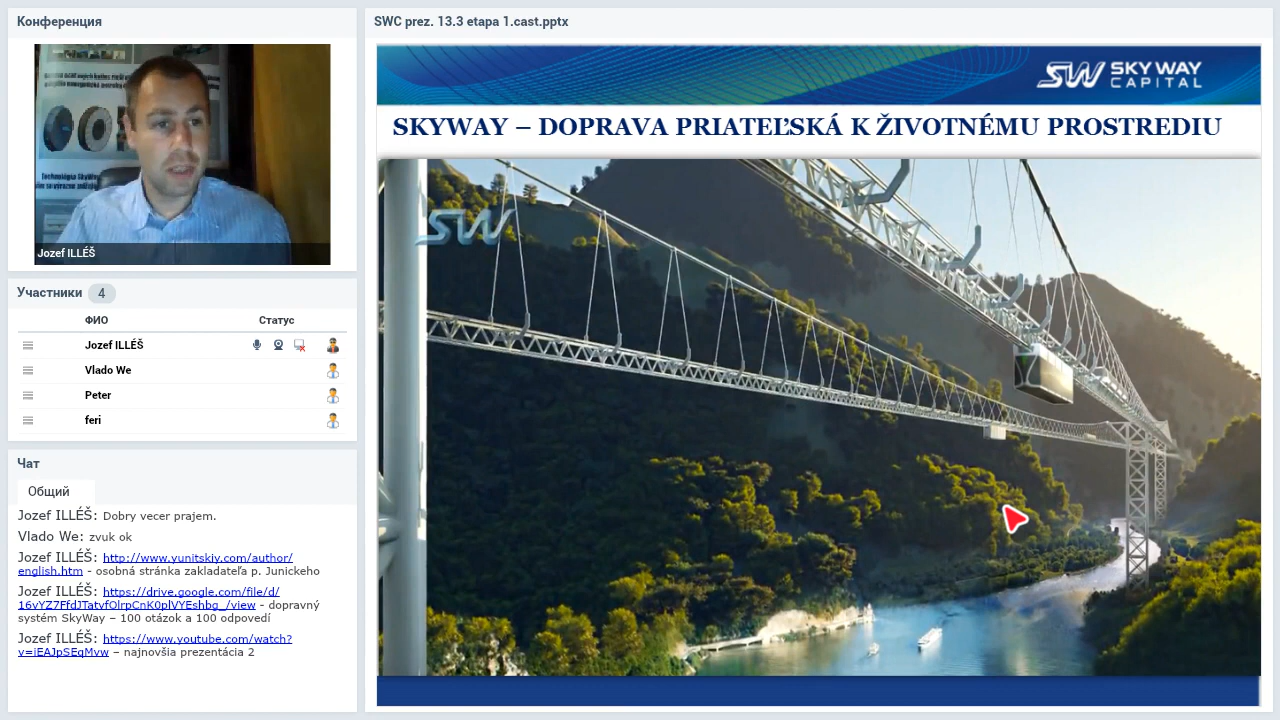 Конференция
Jozef ILLÉŠ
Участники 4
ФИО Статус
Jozef ILLÉŠ
Vlado We
Peter
feri
Чат
Общий
Jozef ILLÉŠ: Dobry vecer prajem.
Vlado We: zvuk ok
Jozef ILLÉŠ: http://www.yunitskiy.com/author/
english.htm - osobná stránka zakladateľa p. Junickeho
Jozef ILLÉŠ: https://drive.google.com/file/d/
16vYZ7FfdJTatvfOlrpCnK0plVYEshbg_/view - dopravný
systém SkyWay – 100 otázok a 100 odpovedí
Jozef ILLÉŠ: https://www.youtube.com/watch?
v=iEAJpSEqMvw – najnovšia prezentácia 2
SWC prez. 13.3 etapa 1.cast.pptx
SW SKY WAY
CAPITAL
SKYWAY – DOPRAVA PRIATEĽSKÁ K ŽIVOTNÉMU PROSTREDIU
SW